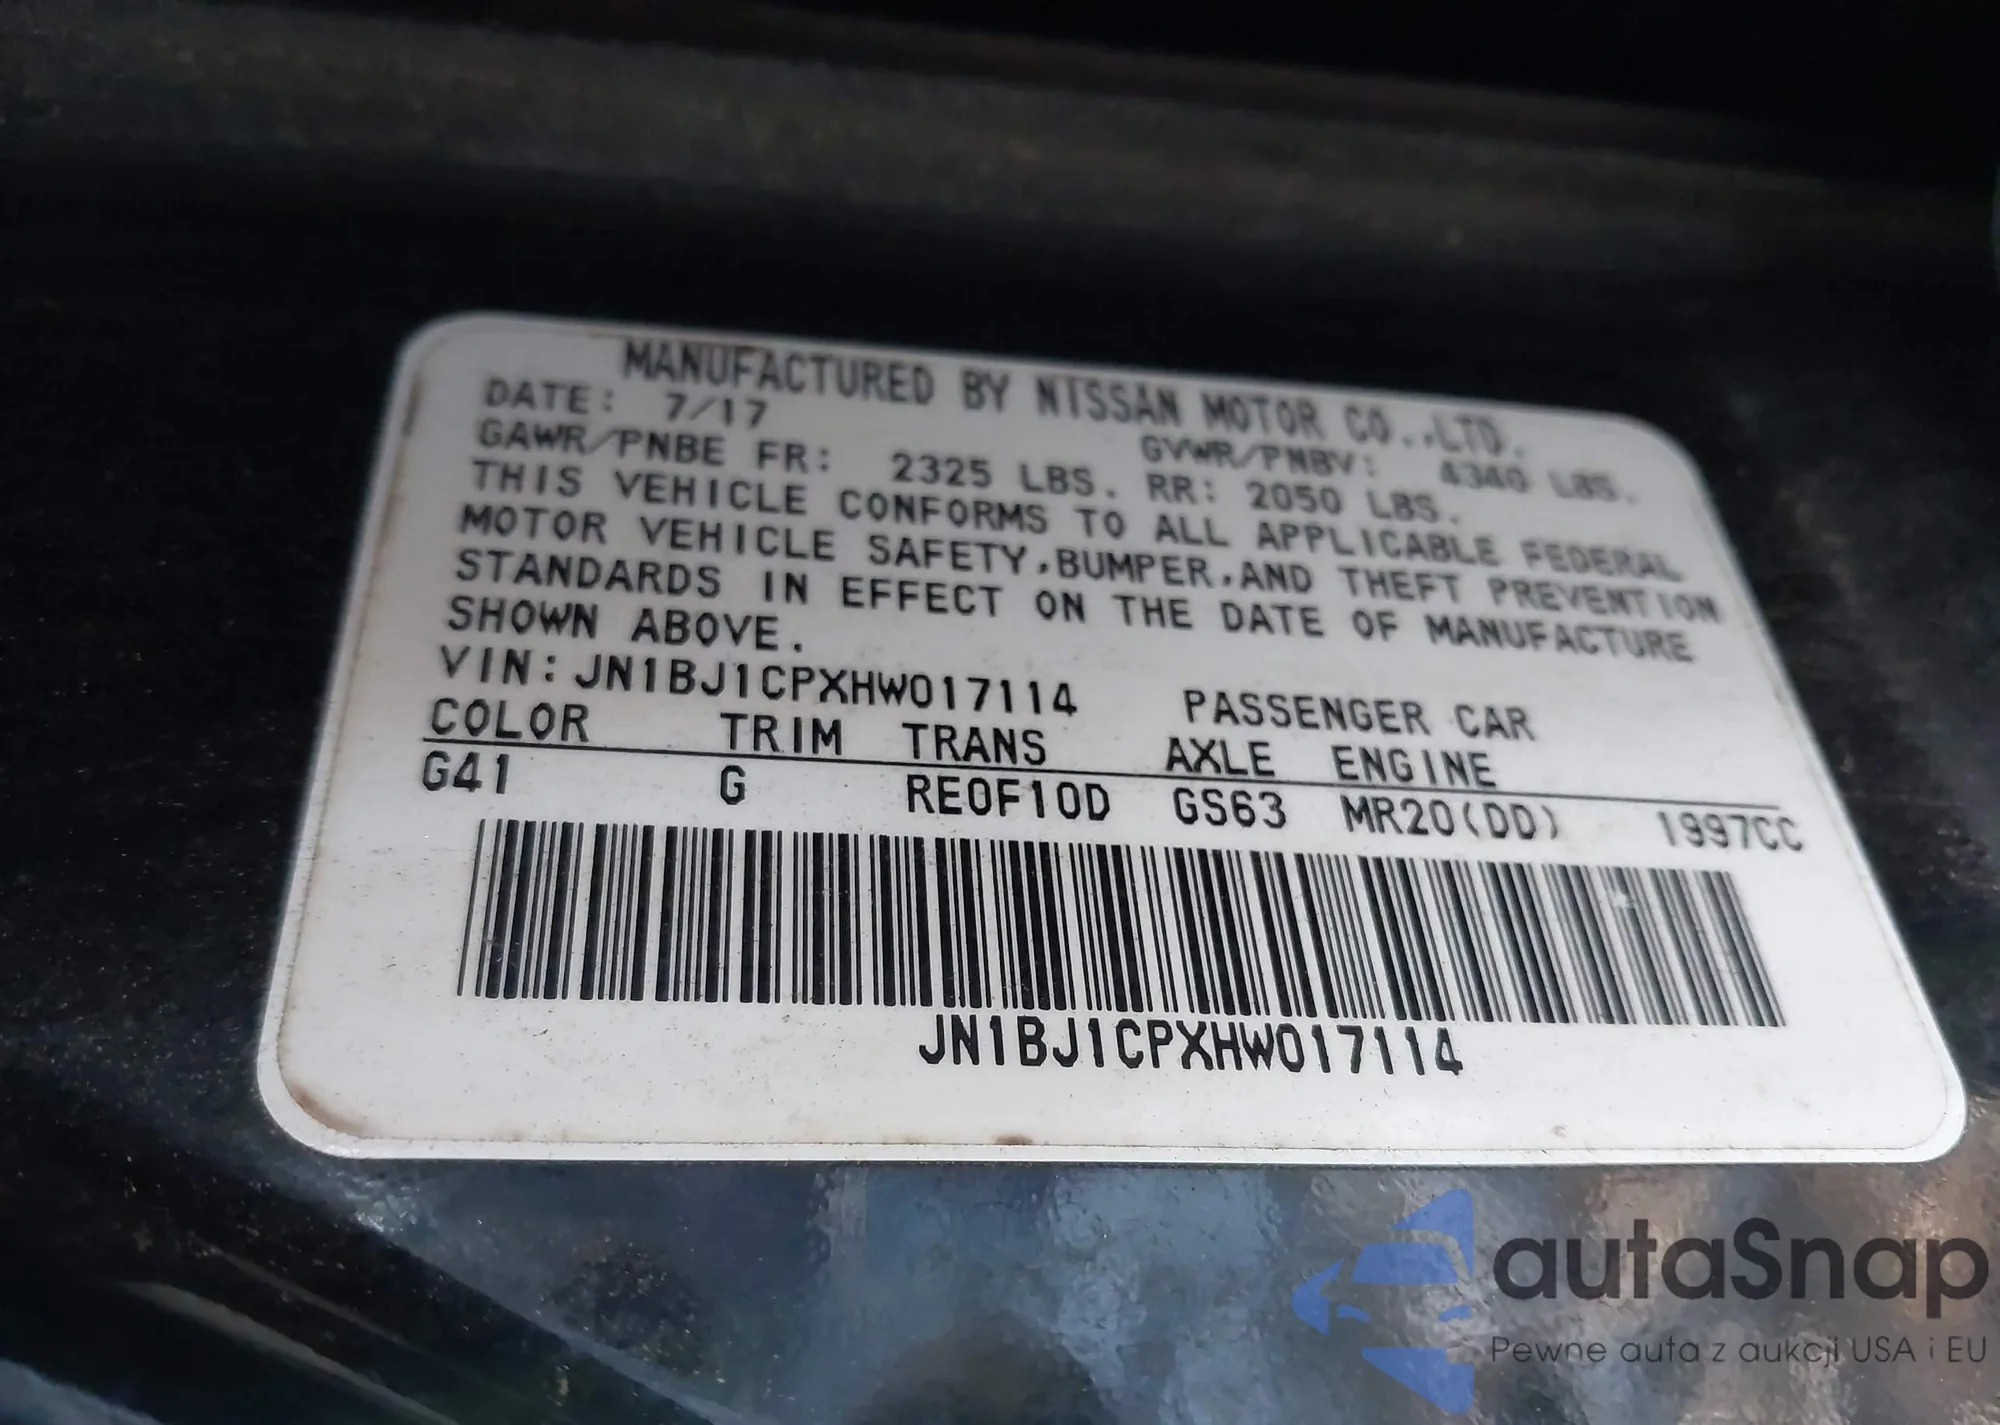 MANUFACTURED BY NISSAN MOTOR CO.,LTD.
DATE: 7/17
GVWR/PNBV: 4340 LBS.
GAWR/PNBE FR: 2325 LBS. RR: 2050 LBS.
THIS VEHICLE CONFORMS TO ALL APPLICABLE FEDERAL
MOTOR VEHICLE SAFETY,BUMPER,AND THEFT PREVENTION
STANDARDS IN EFFECT ON THE DATE OF MANUFACTURE
SHOWN ABOVE.
VIN:JN1BJ1CPXHW017114 PASSENGER CAR
COLOR TRIM TRANS AXLE ENGINE
G41 G RE0F10D GS63 MR20(DD) 1997CC
JN1BJ1CPXHW017114
autaSnap
Pewne auta z aukcji USA i EU